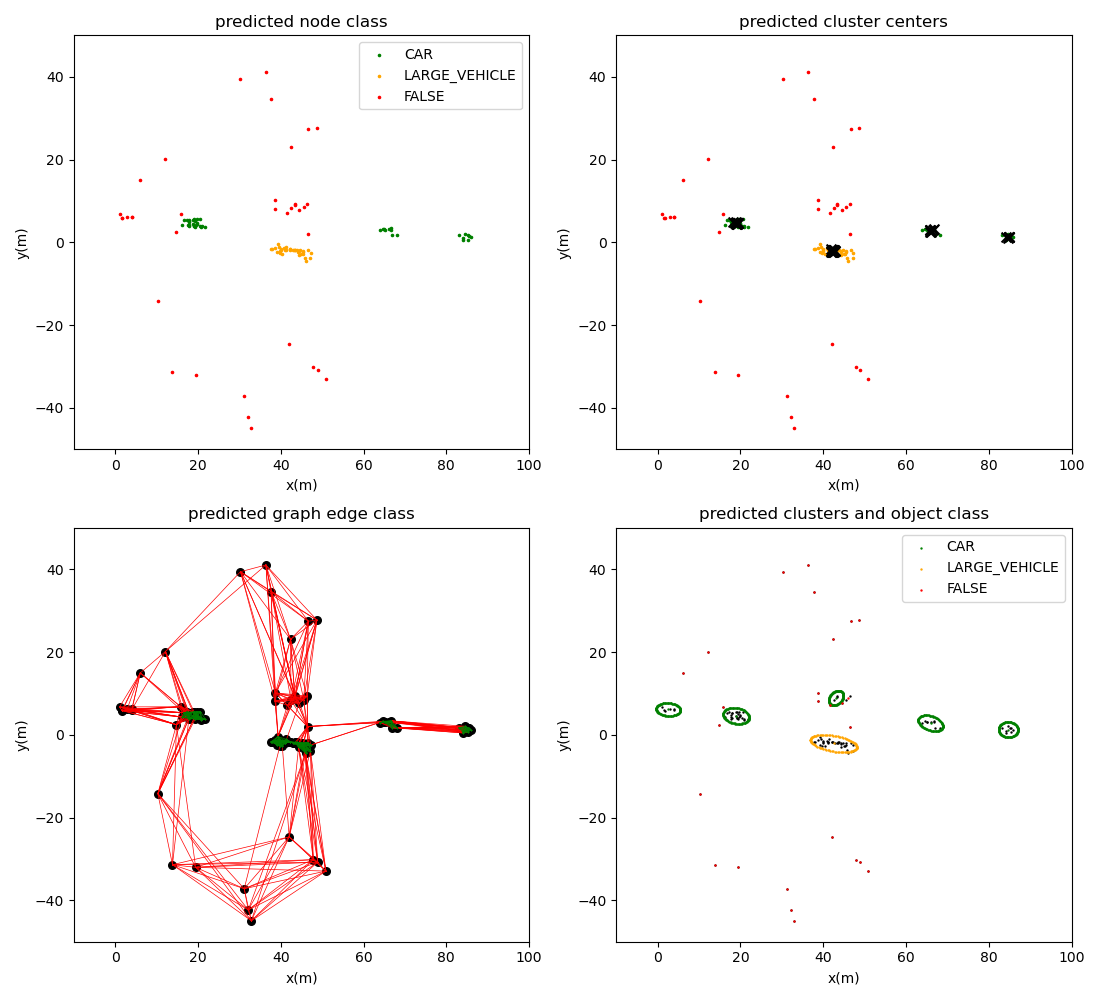 predicted node class
CAR
LARGE_VEHICLE
FALSE
40
20
0
−20
−40
y(m)
0 20 40 60 80 100
x(m)
predicted cluster centers
40
20
0
−20
−40
y(m)
0 20 40 60 80 100
x(m)
predicted graph edge class
40
20
0
−20
−40
y(m)
0 20 40 60 80 100
x(m)
predicted clusters and object class
CAR
LARGE_VEHICLE
FALSE
40
20
0
−20
−40
y(m)
0 20 40 60 80 100
x(m)